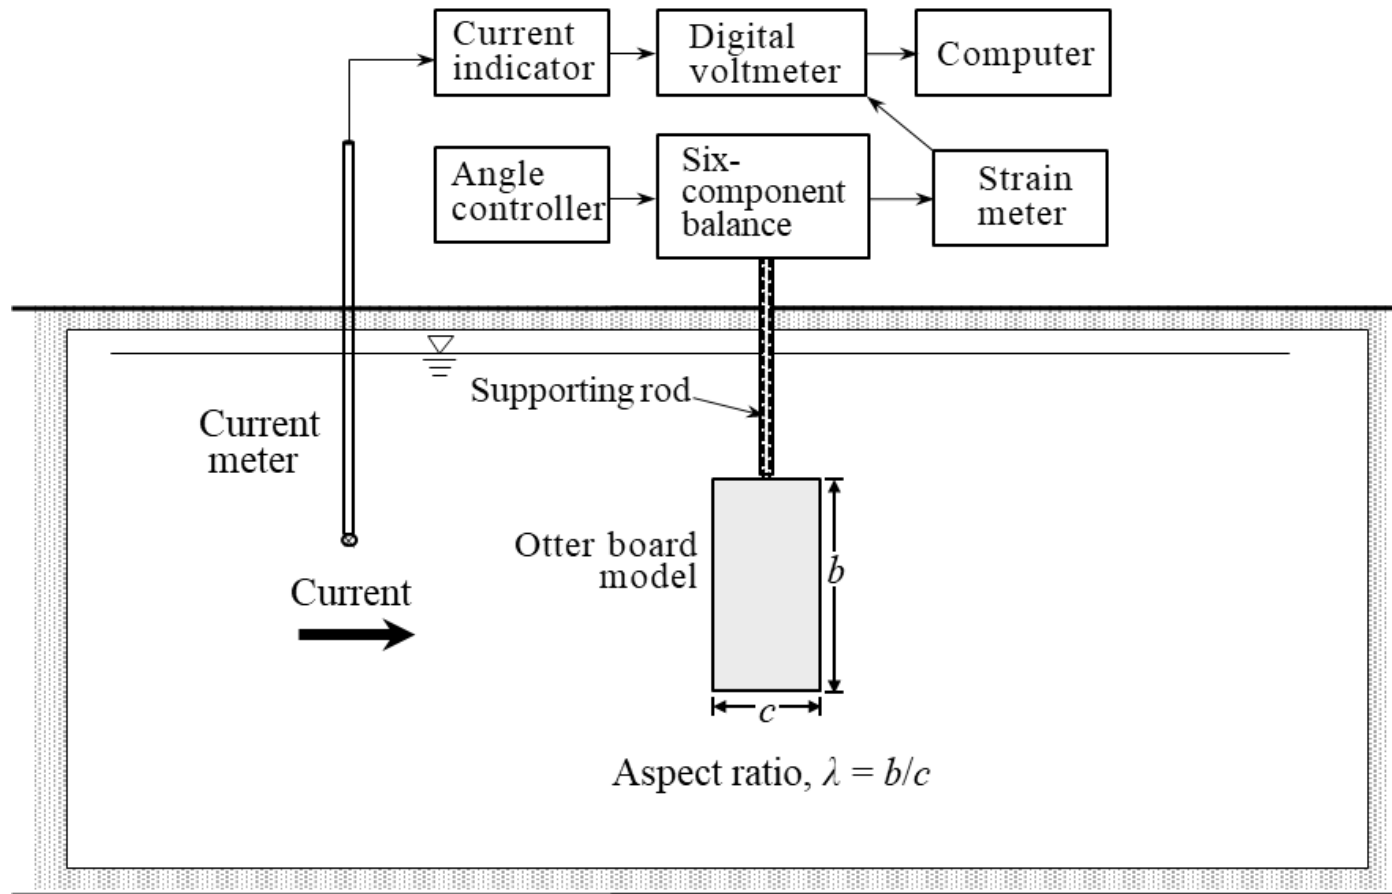 Current
indicator
Digital
voltmeter
Computer
Angle
controller
Six-
component
balance
Strain
meter
Supporting rod
Current
meter
Otter board
model
b
Current
c
Aspect ratio, λ = b/c